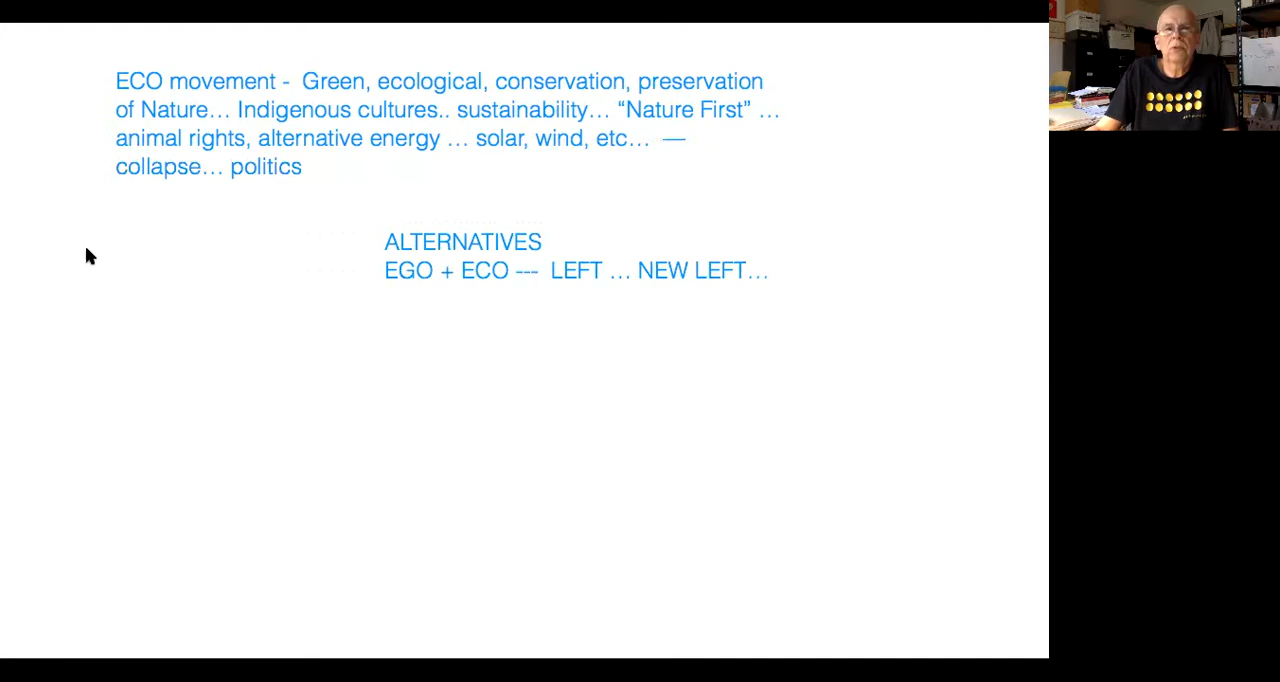 ECO movement -  Green, ecological, conservation, preservation
of Nature… Indigenous cultures.. sustainability… “Nature First” …
animal rights, alternative energy … solar, wind, etc…  —
collapse… politics
ALTERNATIVES
EGO + ECO ---  LEFT … NEW LEFT…